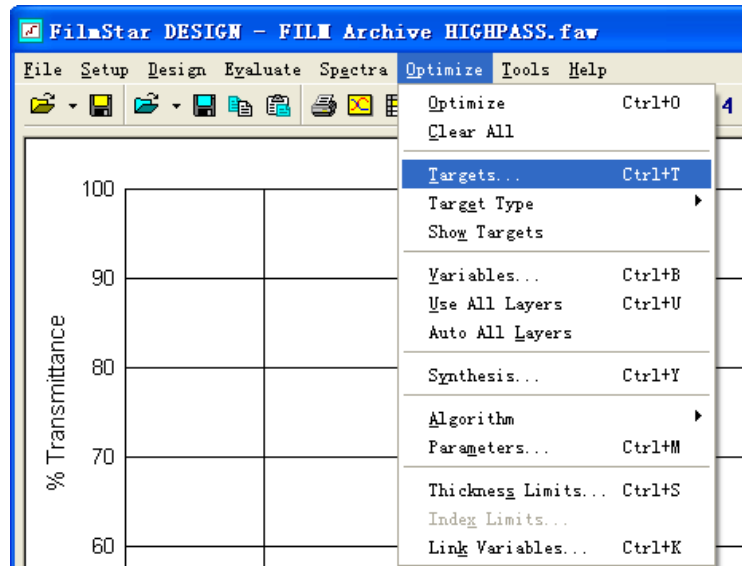 FilmStar DESIGN - FILM Archive HIGHPASS.faw
File Setup Design Evaluate Spectra Optimize Tools Help
4
Optimize Ctrl+O
Clear All
Targets... Ctrl+T
Target Type
Show Targets
Variables... Ctrl+B
Use All Layers Ctrl+U
Auto All Layers
Synthesis... Ctrl+Y
Algorithm
Parameters... Ctrl+M
Thickness Limits... Ctrl+S
Index Limits...
Link Variables... Ctrl+K
% Transmittance
100
90
80
70
60